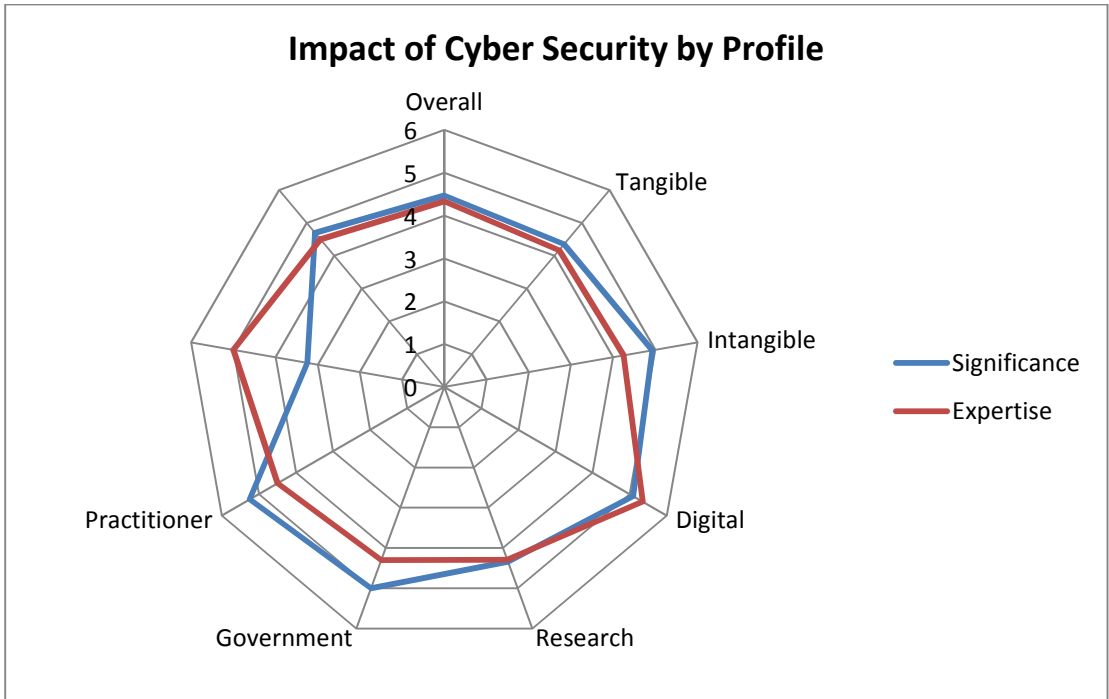 Impact of Cyber Security by Profile
Overall
6
5
4
3
2
1
0
Tangible
Intangible
Digital
Research
Government
Practitioner
Significance
Expertise